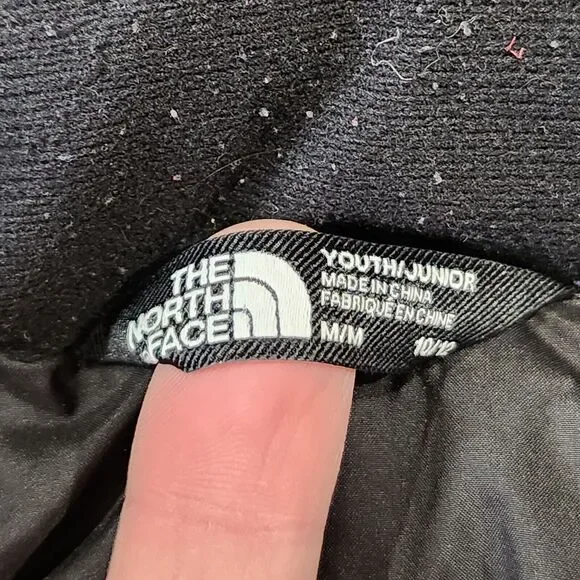 THE
NORTH
FACE
YOUTH/JUNIOR
MADE IN CHINA
FABRIQUE EN CHINE
M/M 10/12